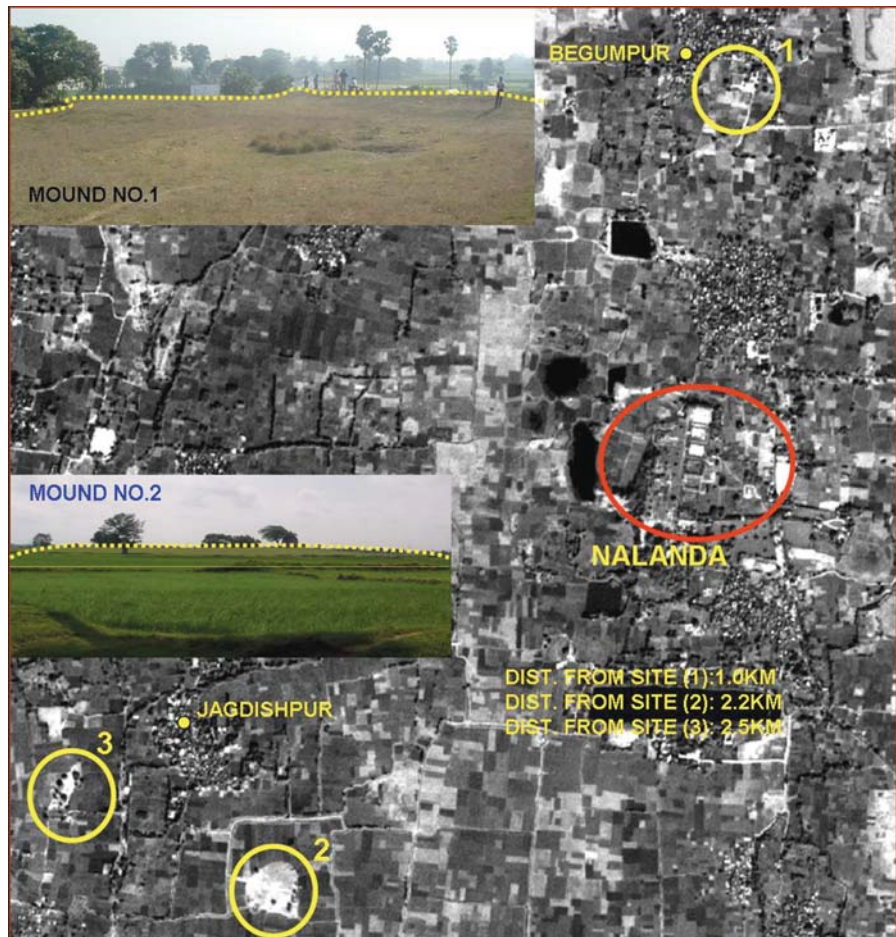 BEGUMPUR
1
MOUND NO.1
MOUND NO.2
NALANDA
DIST. FROM SITE (1):1.0KM
DIST. FROM SITE (2): 2.2KM
DIST. FROM SITE (3): 2.5KM
JAGDISHPUR
3
2